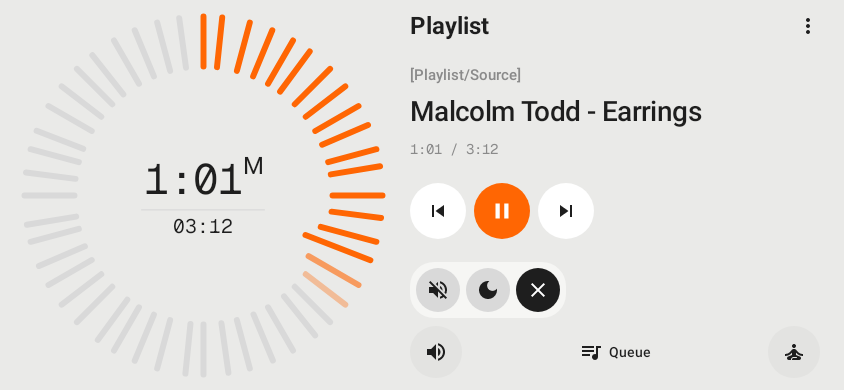 1:01M
03:12
Playlist
[Playlist/Source]
Malcolm Todd - Earrings
1:01 / 3:12
Queue